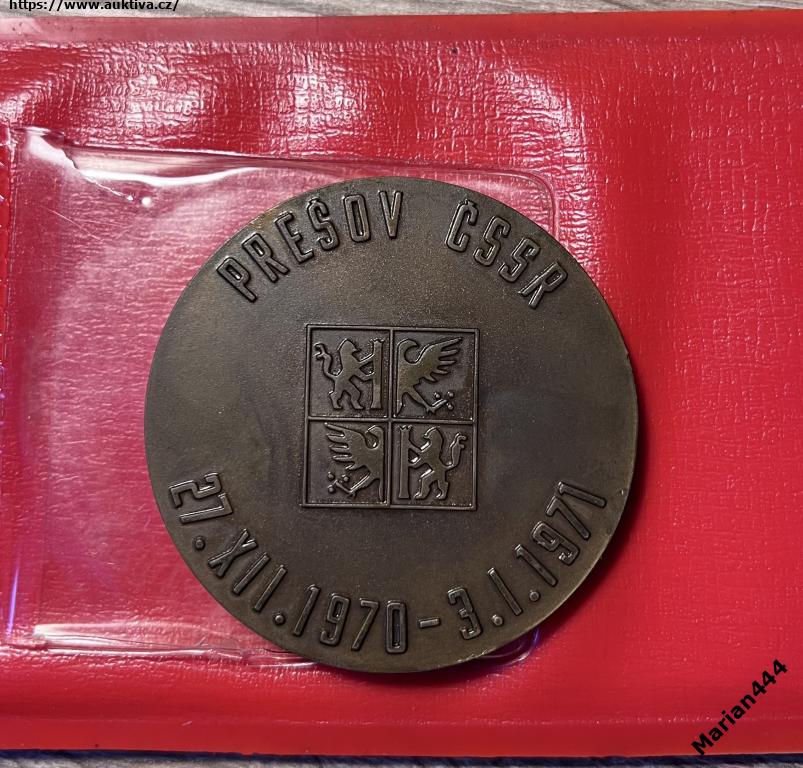 https://www.auktiva.cz/
PREŠOV ČSSR
27.XII.1970 - 3.I.1971
Marian444